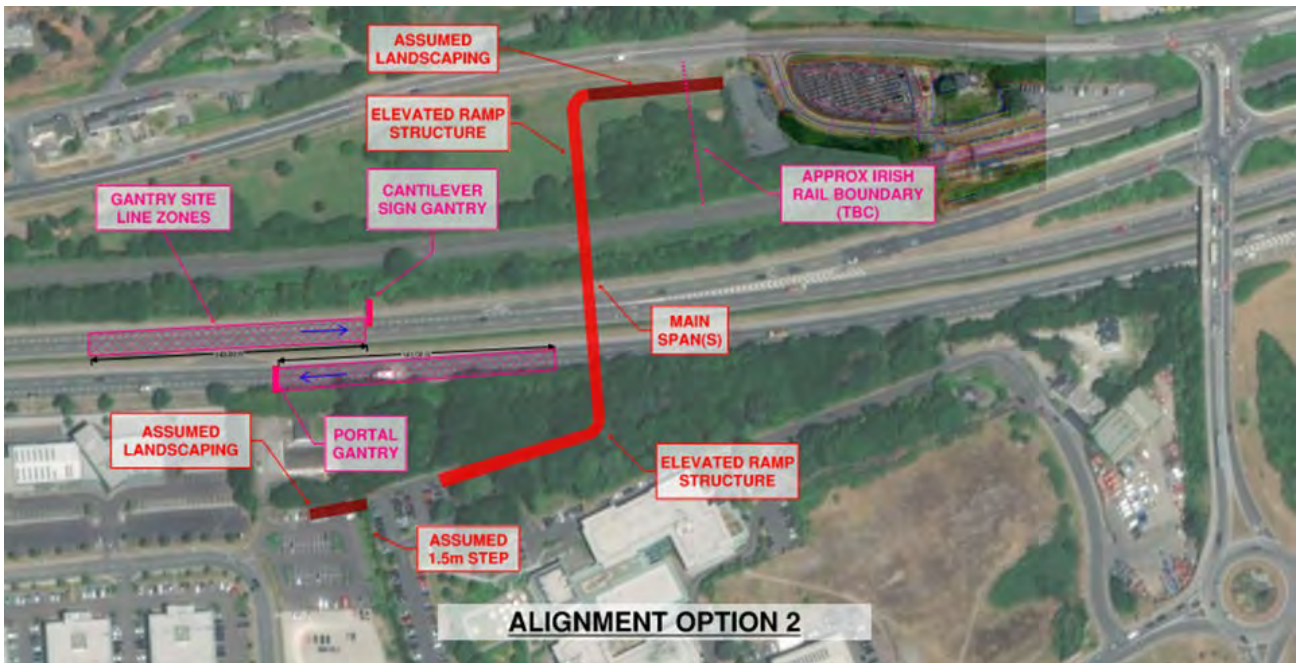 ASSUMED
LANDSCAPING
ELEVATED RAMP
STRUCTURE
CANTILEVER
SIGN GANTRY
GANTRY SITE
LINE ZONES
APPROX IRISH
RAIL BOUNDARY
(TBC)
MAIN
SPAN(S)
ASSUMED
LANDSCAPING
PORTAL
GANTRY
ELEVATED RAMP
STRUCTURE
ASSUMED
1.5m STEP
ALIGNMENT OPTION 2